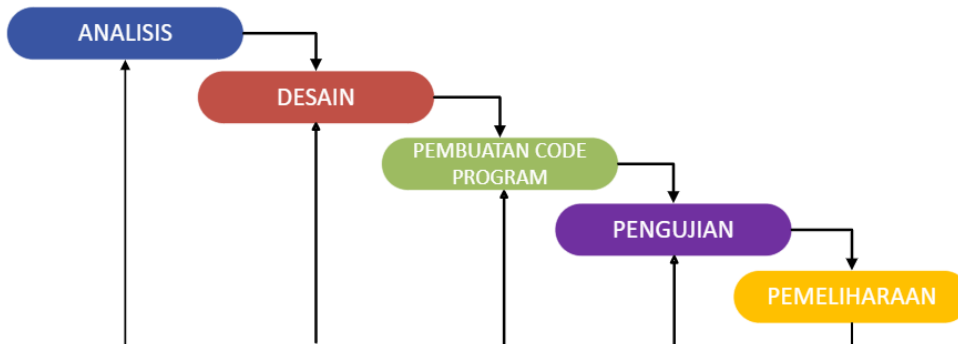 ANALISIS
DESAIN
PEMBUATAN CODE
PROGRAM
PENGUJIAN
PEMELIHARAAN